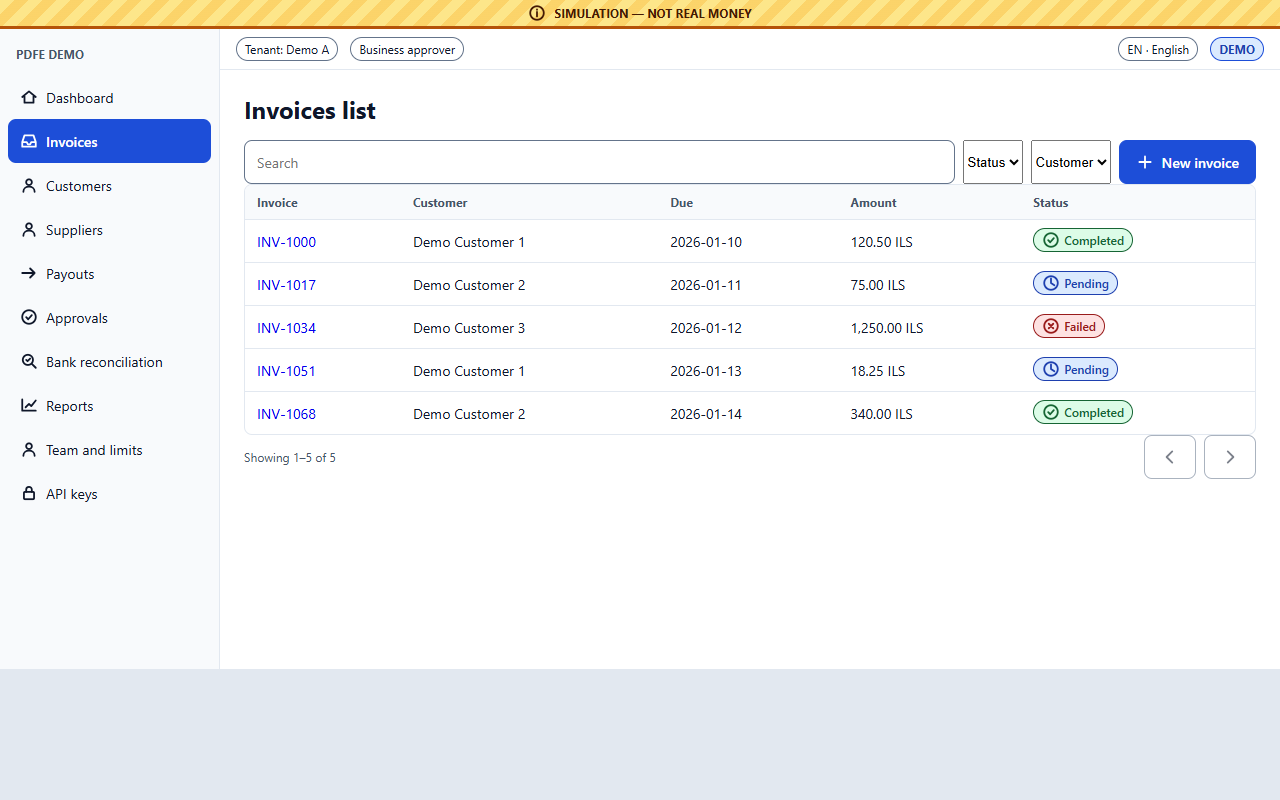 SIMULATION — NOT REAL MONEY
PDFE DEMO
Tenant: Demo A
Business approver
EN · English
DEMO
Dashboard
Invoices
Customers
Suppliers
Payouts
Approvals
Bank reconciliation
Reports
Team and limits
API keys
Invoices list
Search
Status
Customer
New invoice
Invoice Customer Due Amount Status
INV-1000 Demo Customer 1 2026-01-10 120.50 ILS Completed
INV-1017 Demo Customer 2 2026-01-11 75.00 ILS Pending
INV-1034 Demo Customer 3 2026-01-12 1,250.00 ILS Failed
INV-1051 Demo Customer 1 2026-01-13 18.25 ILS Pending
INV-1068 Demo Customer 2 2026-01-14 340.00 ILS Completed
Showing 1–5 of 5